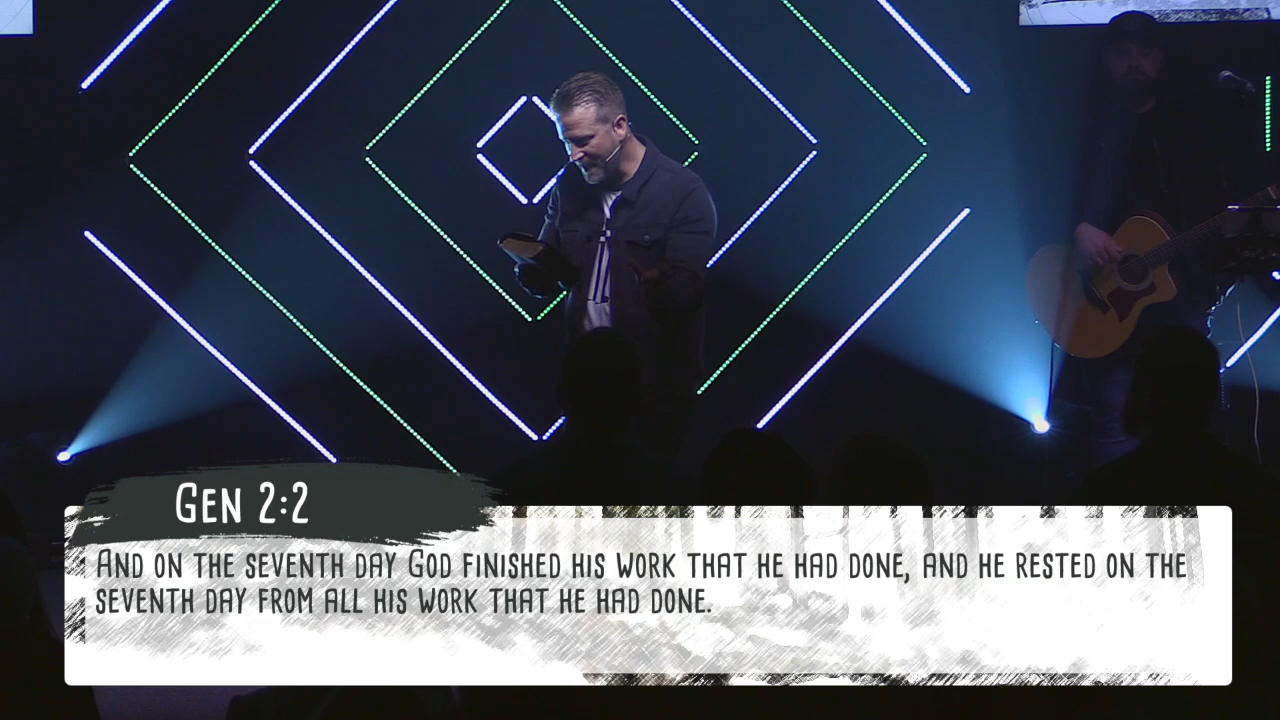 Gen 2:2
And on the seventh day God finished his work that he had done, and he rested on the
seventh day from all his work that he had done.